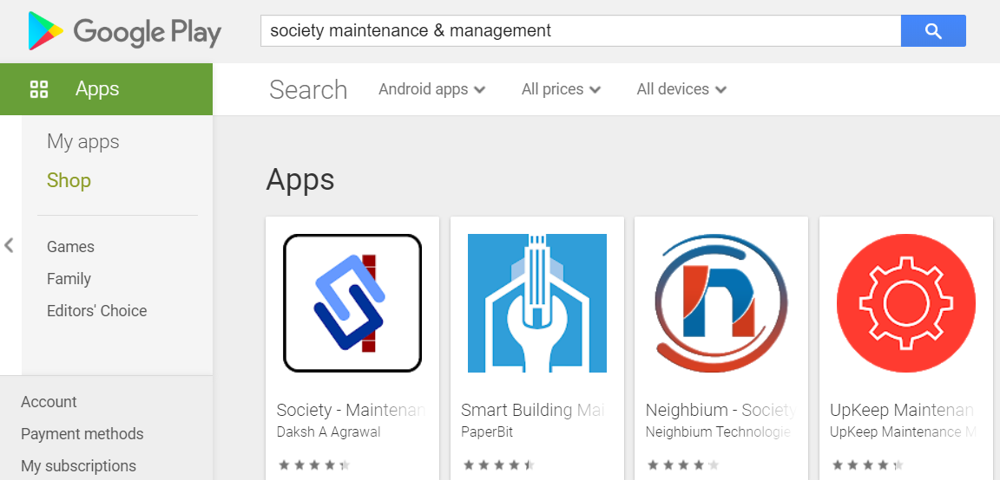 Google Play
society maintenance & management
Apps
Search
Android apps
All prices
All devices
My apps
Shop
Games
Family
Editors' Choice
Account
Payment methods
My subscriptions
Apps
Society - Maintenan
Daksh A Agrawal
Smart Building Mai
PaperBit
Neighbium - Society
Neighbium Technologie
UpKeep Maintenan
UpKeep Maintenance M